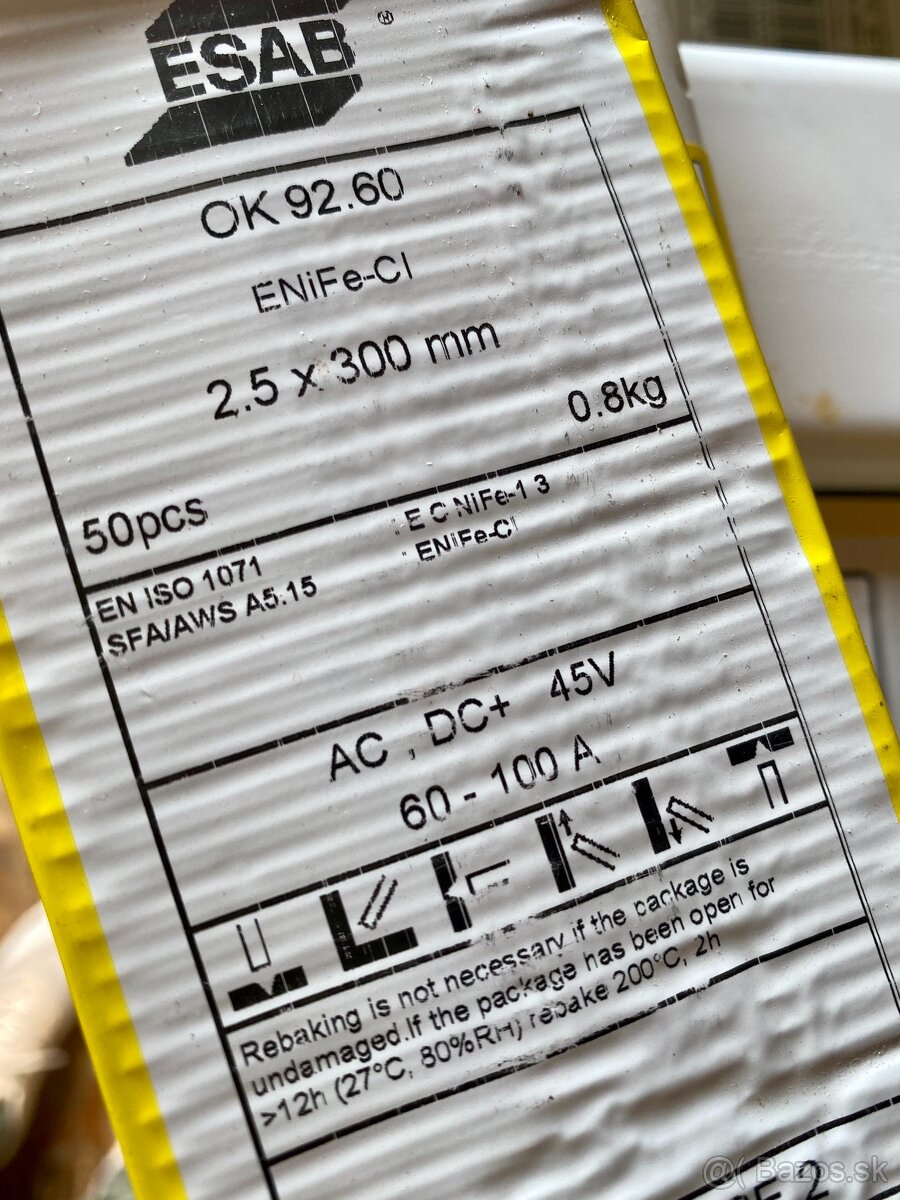 ESAB ®
OK 92.60
ENiFe-CI
2.5 x 300 mm
0.8kg
50pcs
EN ISO 1071 : E C NiFe-1 3
SFA/AWS A5.15 : ENiFe-CI
AC , DC+ 45V
60 - 100 A
Rebaking is not necessary if the package is
undamaged.If the package has been open for
>12h (27°C, 80%RH) rebake 200°C, 2h
@( Bazos.sk